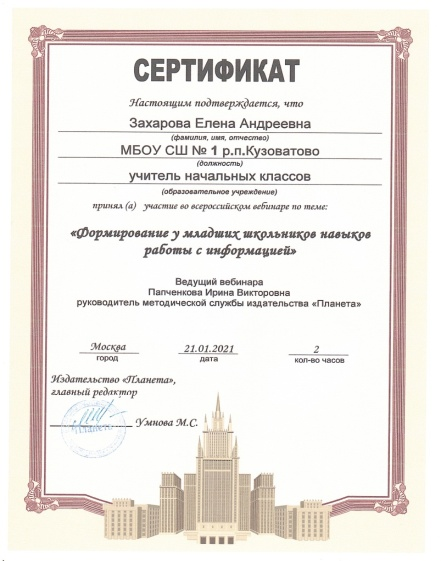 СЕРТИФИКАТ
Настоящим подтверждается, что
Захарова Елена Андреевна
(фамилия, имя, отчество)
МБОУ СШ № 1 р.п.Кузоватово
(должность)
учитель начальных классов
(образовательное учреждение)
принял (а) участие во всероссийском вебинаре по теме:
«Формирование у младших школьников навыков
работы с информацией»
Ведущий вебинара
Папченкова Ирина Викторовна
руководитель методической службы издательства «Планета»
Москва 21.01.2021 2
город дата кол-во часов
Издательство «Планета»,
главный редактор
Планета
Умнова М.С.